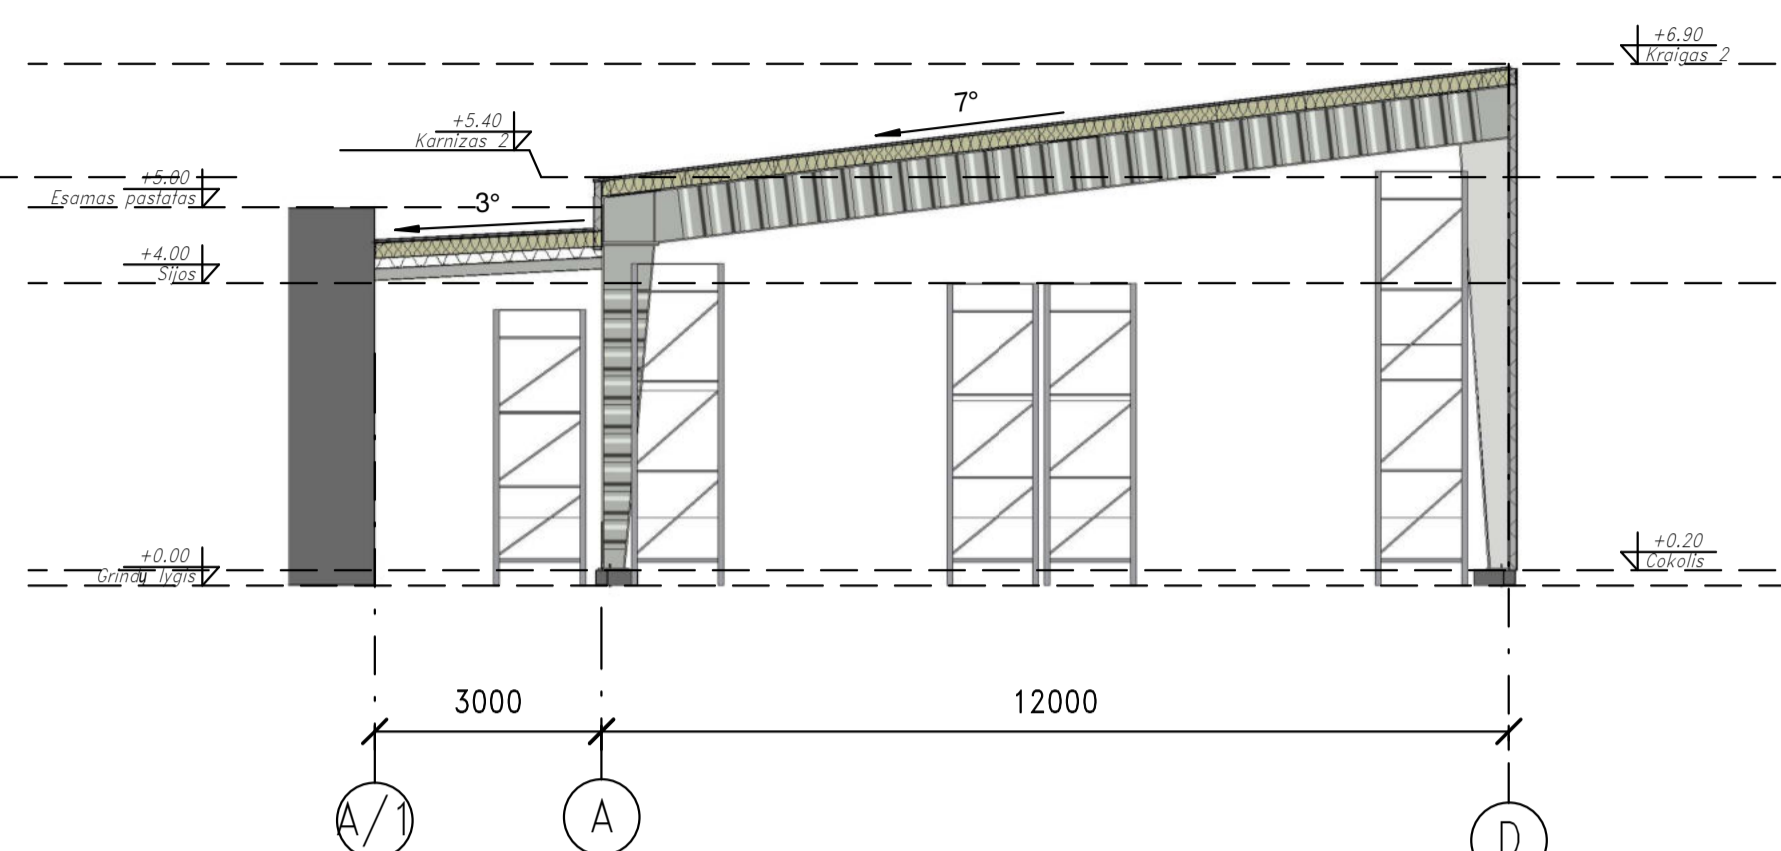 +6.90
Kraigas 2
7°
+5.40
Karnizas 2
+5.00
Esamas pastatas
3°
+4.00
Sijos
+0.00
Grindų lygis
+0.20
Cokolis
3000
12000
A/1
A
D